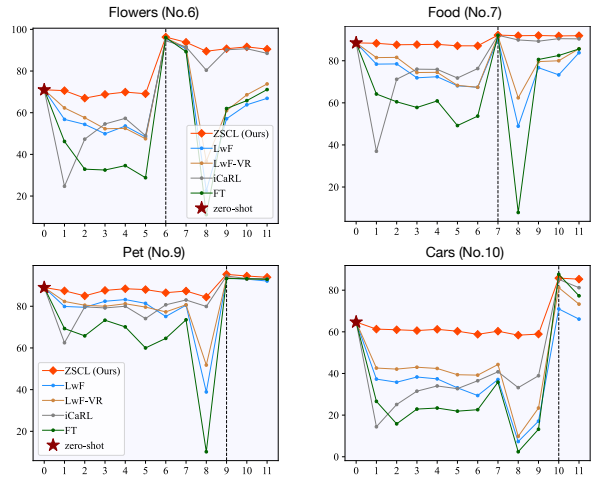 Flowers (No.6)
100
80
60
40
20
0 1 2 3 4 5 6 7 8 9 10 11
ZSCL (Ours)
LwF
LwF-VR
iCaRL
FT
zero-shot
Food (No.7)
80
60
40
20
0 1 2 3 4 5 6 7 8 9 10 11
Pet (No.9)
80
60
40
20
0 1 2 3 4 5 6 7 8 9 10 11
ZSCL (Ours)
LwF
LwF-VR
iCaRL
FT
zero-shot
Cars (No.10)
80
60
40
20
0
0 1 2 3 4 5 6 7 8 9 10 11